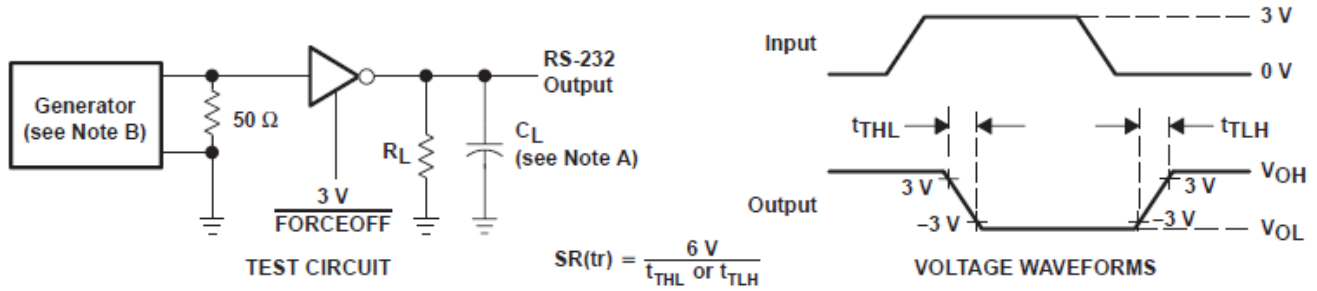 Generator
(see Note B)
50 Ω
3 V
FORCEOFF
RL
CL
(see Note A)
RS-232
Output
TEST CIRCUIT
SR(tr) = 6 V / tTHL or tTLH
Input
3 V
0 V
tTHL
tTLH
Output
3 V
–3 V
3 V
–3 V
VOH
VOL
VOLTAGE WAVEFORMS